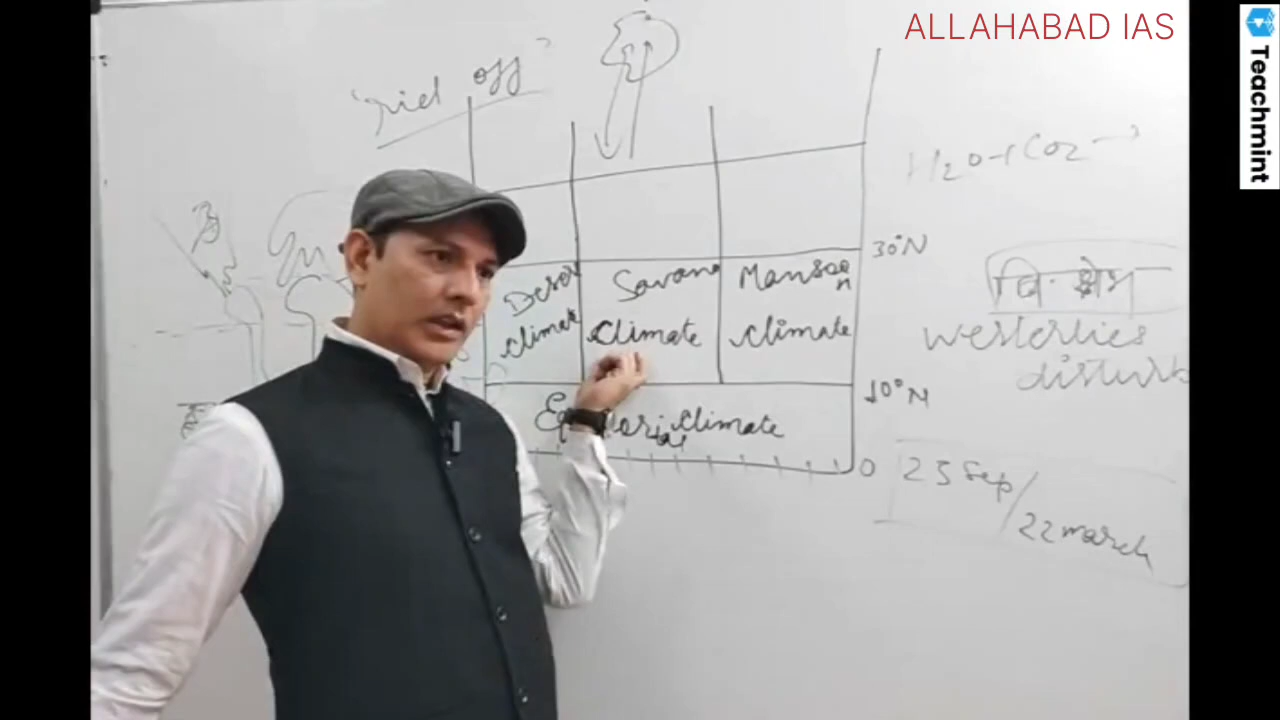 ALLAHABAD IAS
Teachmint
off
H2O + CO2 →
30°N
Desert
climate
Savana
climate
Mansoon
climate
westerlies
disturb
10°N
climate
0
23 Sep/
22 march